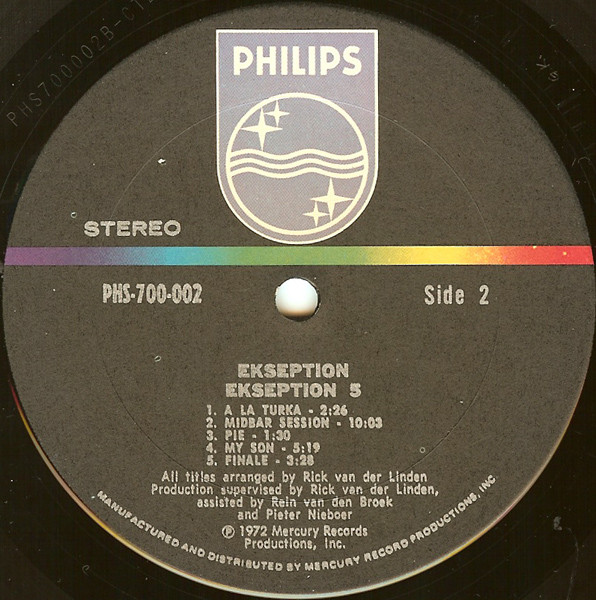 PHS700002B-C1
G.K.
PHILIPS
STEREO
PHS-700-002
Side 2
EKSEPTION
EKSEPTION 5
1. A LA TURKA - 2:26
2. MIDBAR SESSION - 10:03
3. PIE - 1:30
4. MY SON - 5:19
5. FINALE - 3:28
All titles arranged by Rick van der Linden
Production supervised by Rick van der Linden,
assisted by Rein van den Broek
and Pieter Nieboer
℗ 1972 Mercury Records
Productions, Inc.
MANUFACTURED AND DISTRIBUTED BY MERCURY RECORD PRODUCTIONS, INC